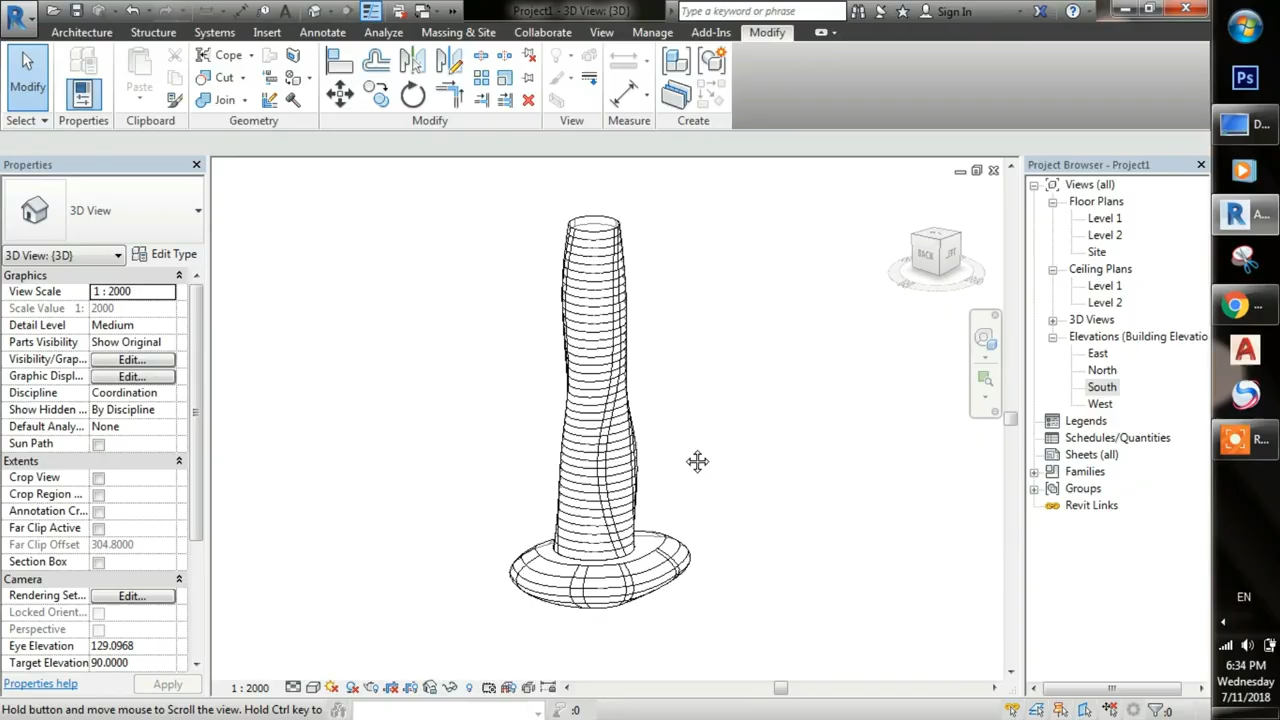 Project1 - 3D View: {3D}
Type a keyword or phrase
Sign In
Architecture Structure Systems Insert Annotate Analyze Massing & Site Collaborate View Manage Add-Ins Modify
Modify
Paste
Cope
Cut
Join
Select Properties Clipboard Geometry Modify View Measure Create
Properties
3D View
3D View: {3D} Edit Type
Graphics
View Scale 1 : 2000
Scale Value 1: 2000
Detail Level Medium
Parts Visibility Show Original
Visibility/Grap... Edit...
Graphic Displ... Edit...
Discipline Coordination
Show Hidden ... By Discipline
Default Analy... None
Sun Path
Extents
Crop View
Crop Region ...
Annotation Cr...
Far Clip Active
Far Clip Offset 304.8000
Section Box
Camera
Rendering Set... Edit...
Locked Orient...
Perspective
Eye Elevation 129.0968
Target Elevation 90.0000
Properties help Apply
BACK
1 : 2000
Project Browser - Project1
Views (all)
Floor Plans
Level 1
Level 2
Site
Ceiling Plans
Level 1
Level 2
3D Views
Elevations (Building Elevatio
East
North
South
West
Legends
Schedules/Quantities
Sheets (all)
Families
Groups
Revit Links
Hold button and move mouse to Scroll the view. Hold Ctrl key to
:0
:0
Ps
D...
A...
...
R...
EN
6:34 PM
Wednesday
7/11/2018